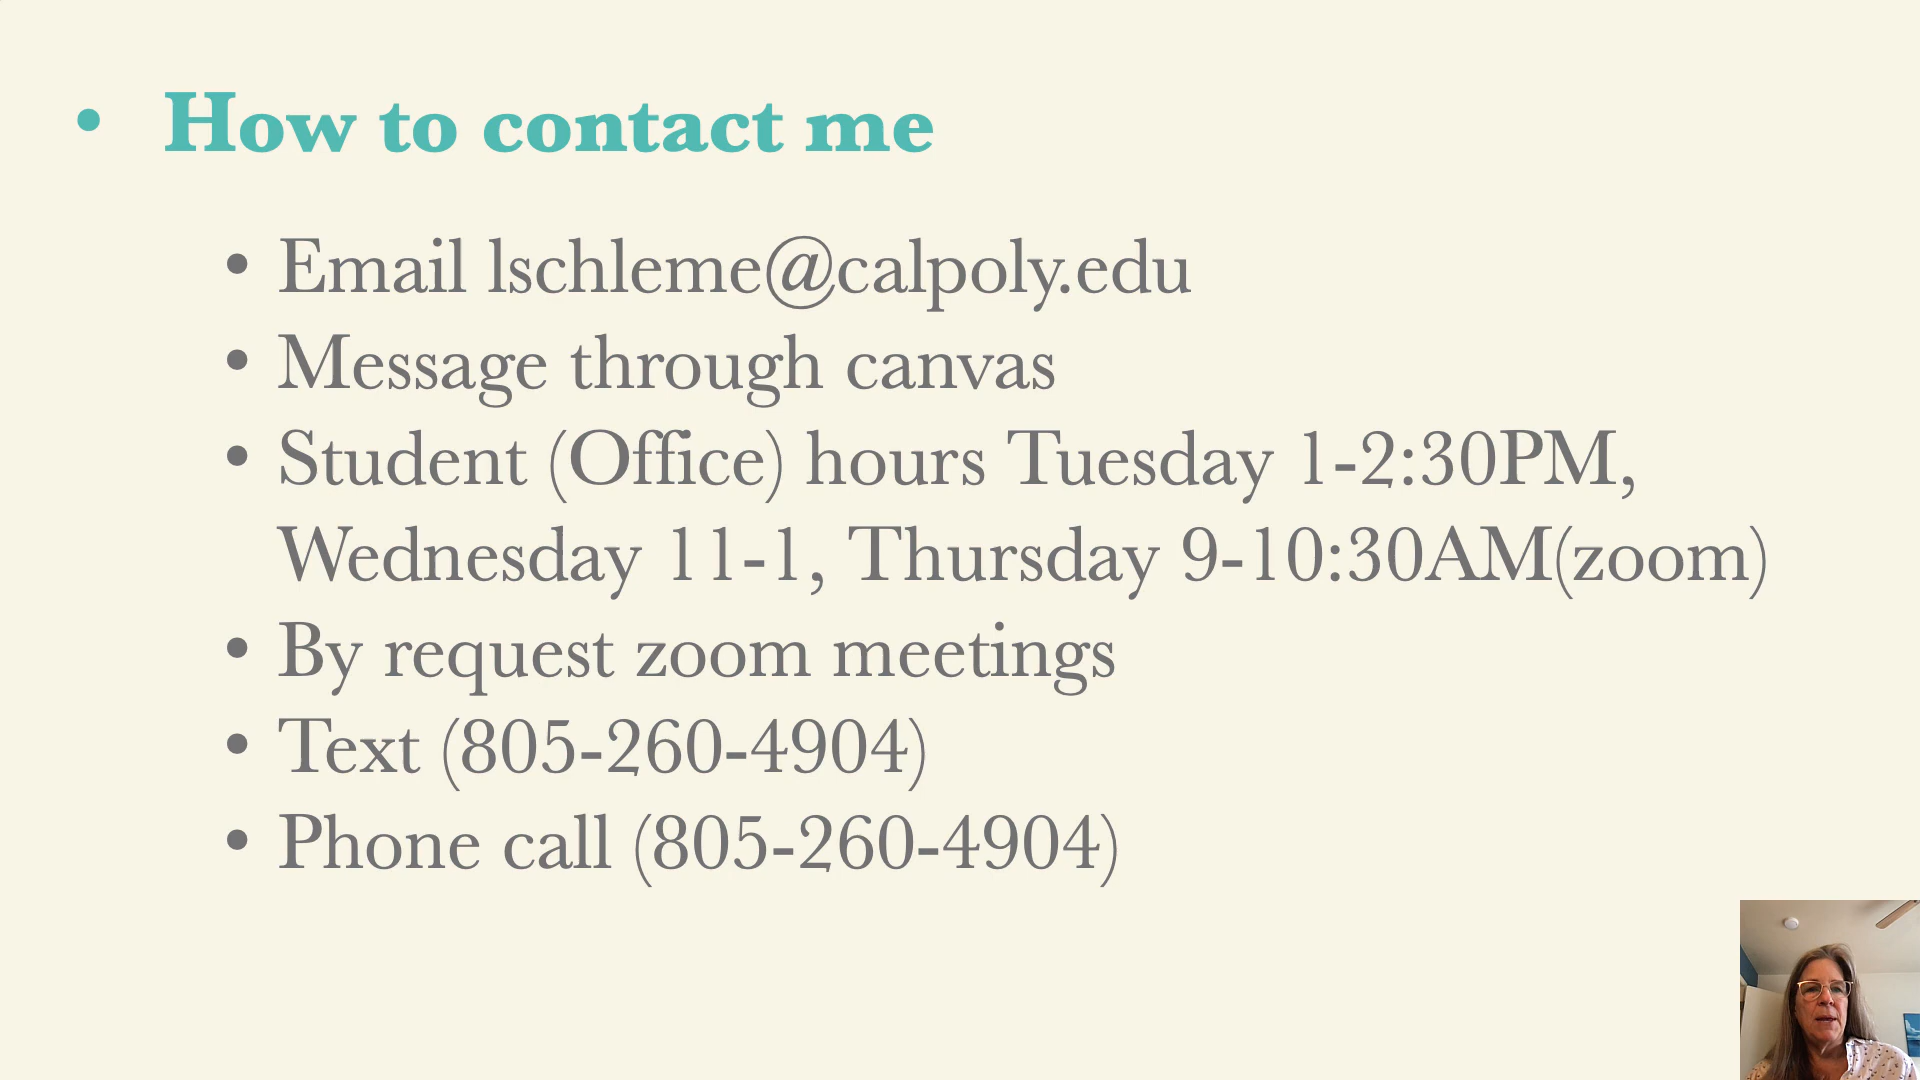 • How to contact me
• Email lschleme@calpoly.edu
• Message through canvas
• Student (Office) hours Tuesday 1-2:30PM,
Wednesday 11-1, Thursday 9-10:30AM(zoom)
• By request zoom meetings
• Text (805-260-4904)
• Phone call (805-260-4904)